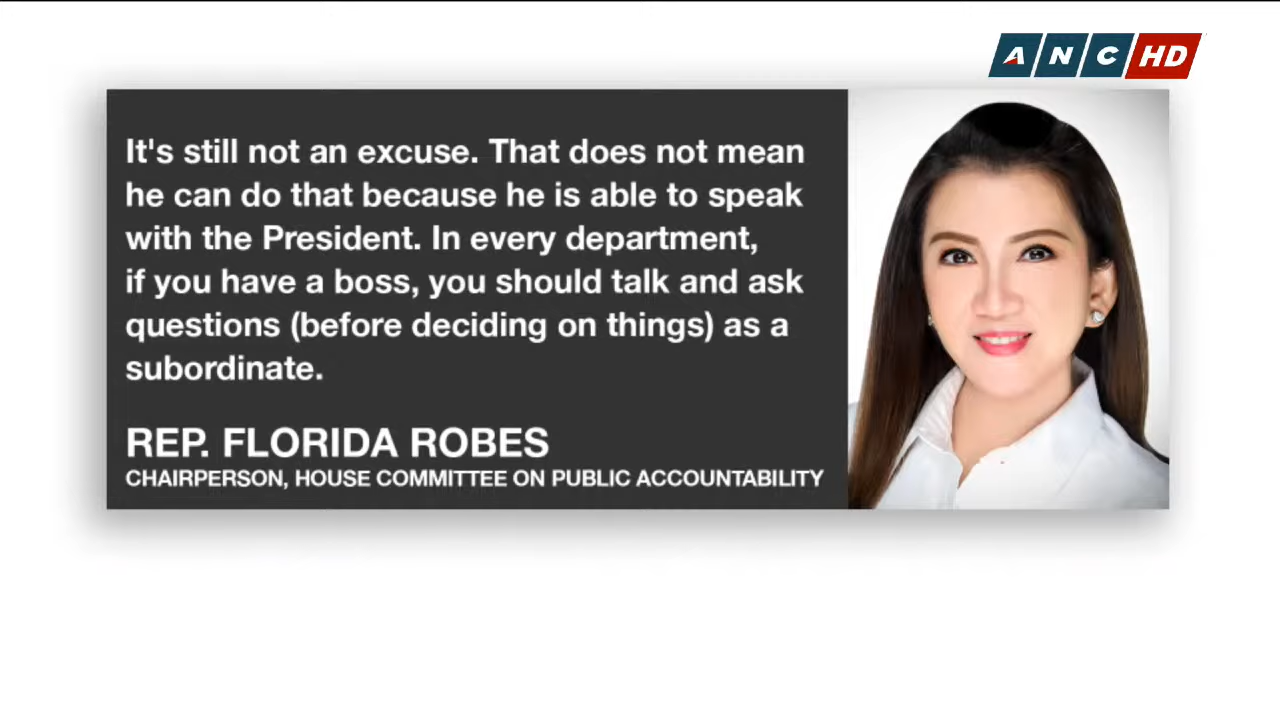 ANC HD
It's still not an excuse. That does not mean
he can do that because he is able to speak
with the President. In every department,
if you have a boss, you should talk and ask
questions (before deciding on things) as a
subordinate.
REP. FLORIDA ROBES
CHAIRPERSON, HOUSE COMMITTEE ON PUBLIC ACCOUNTABILITY